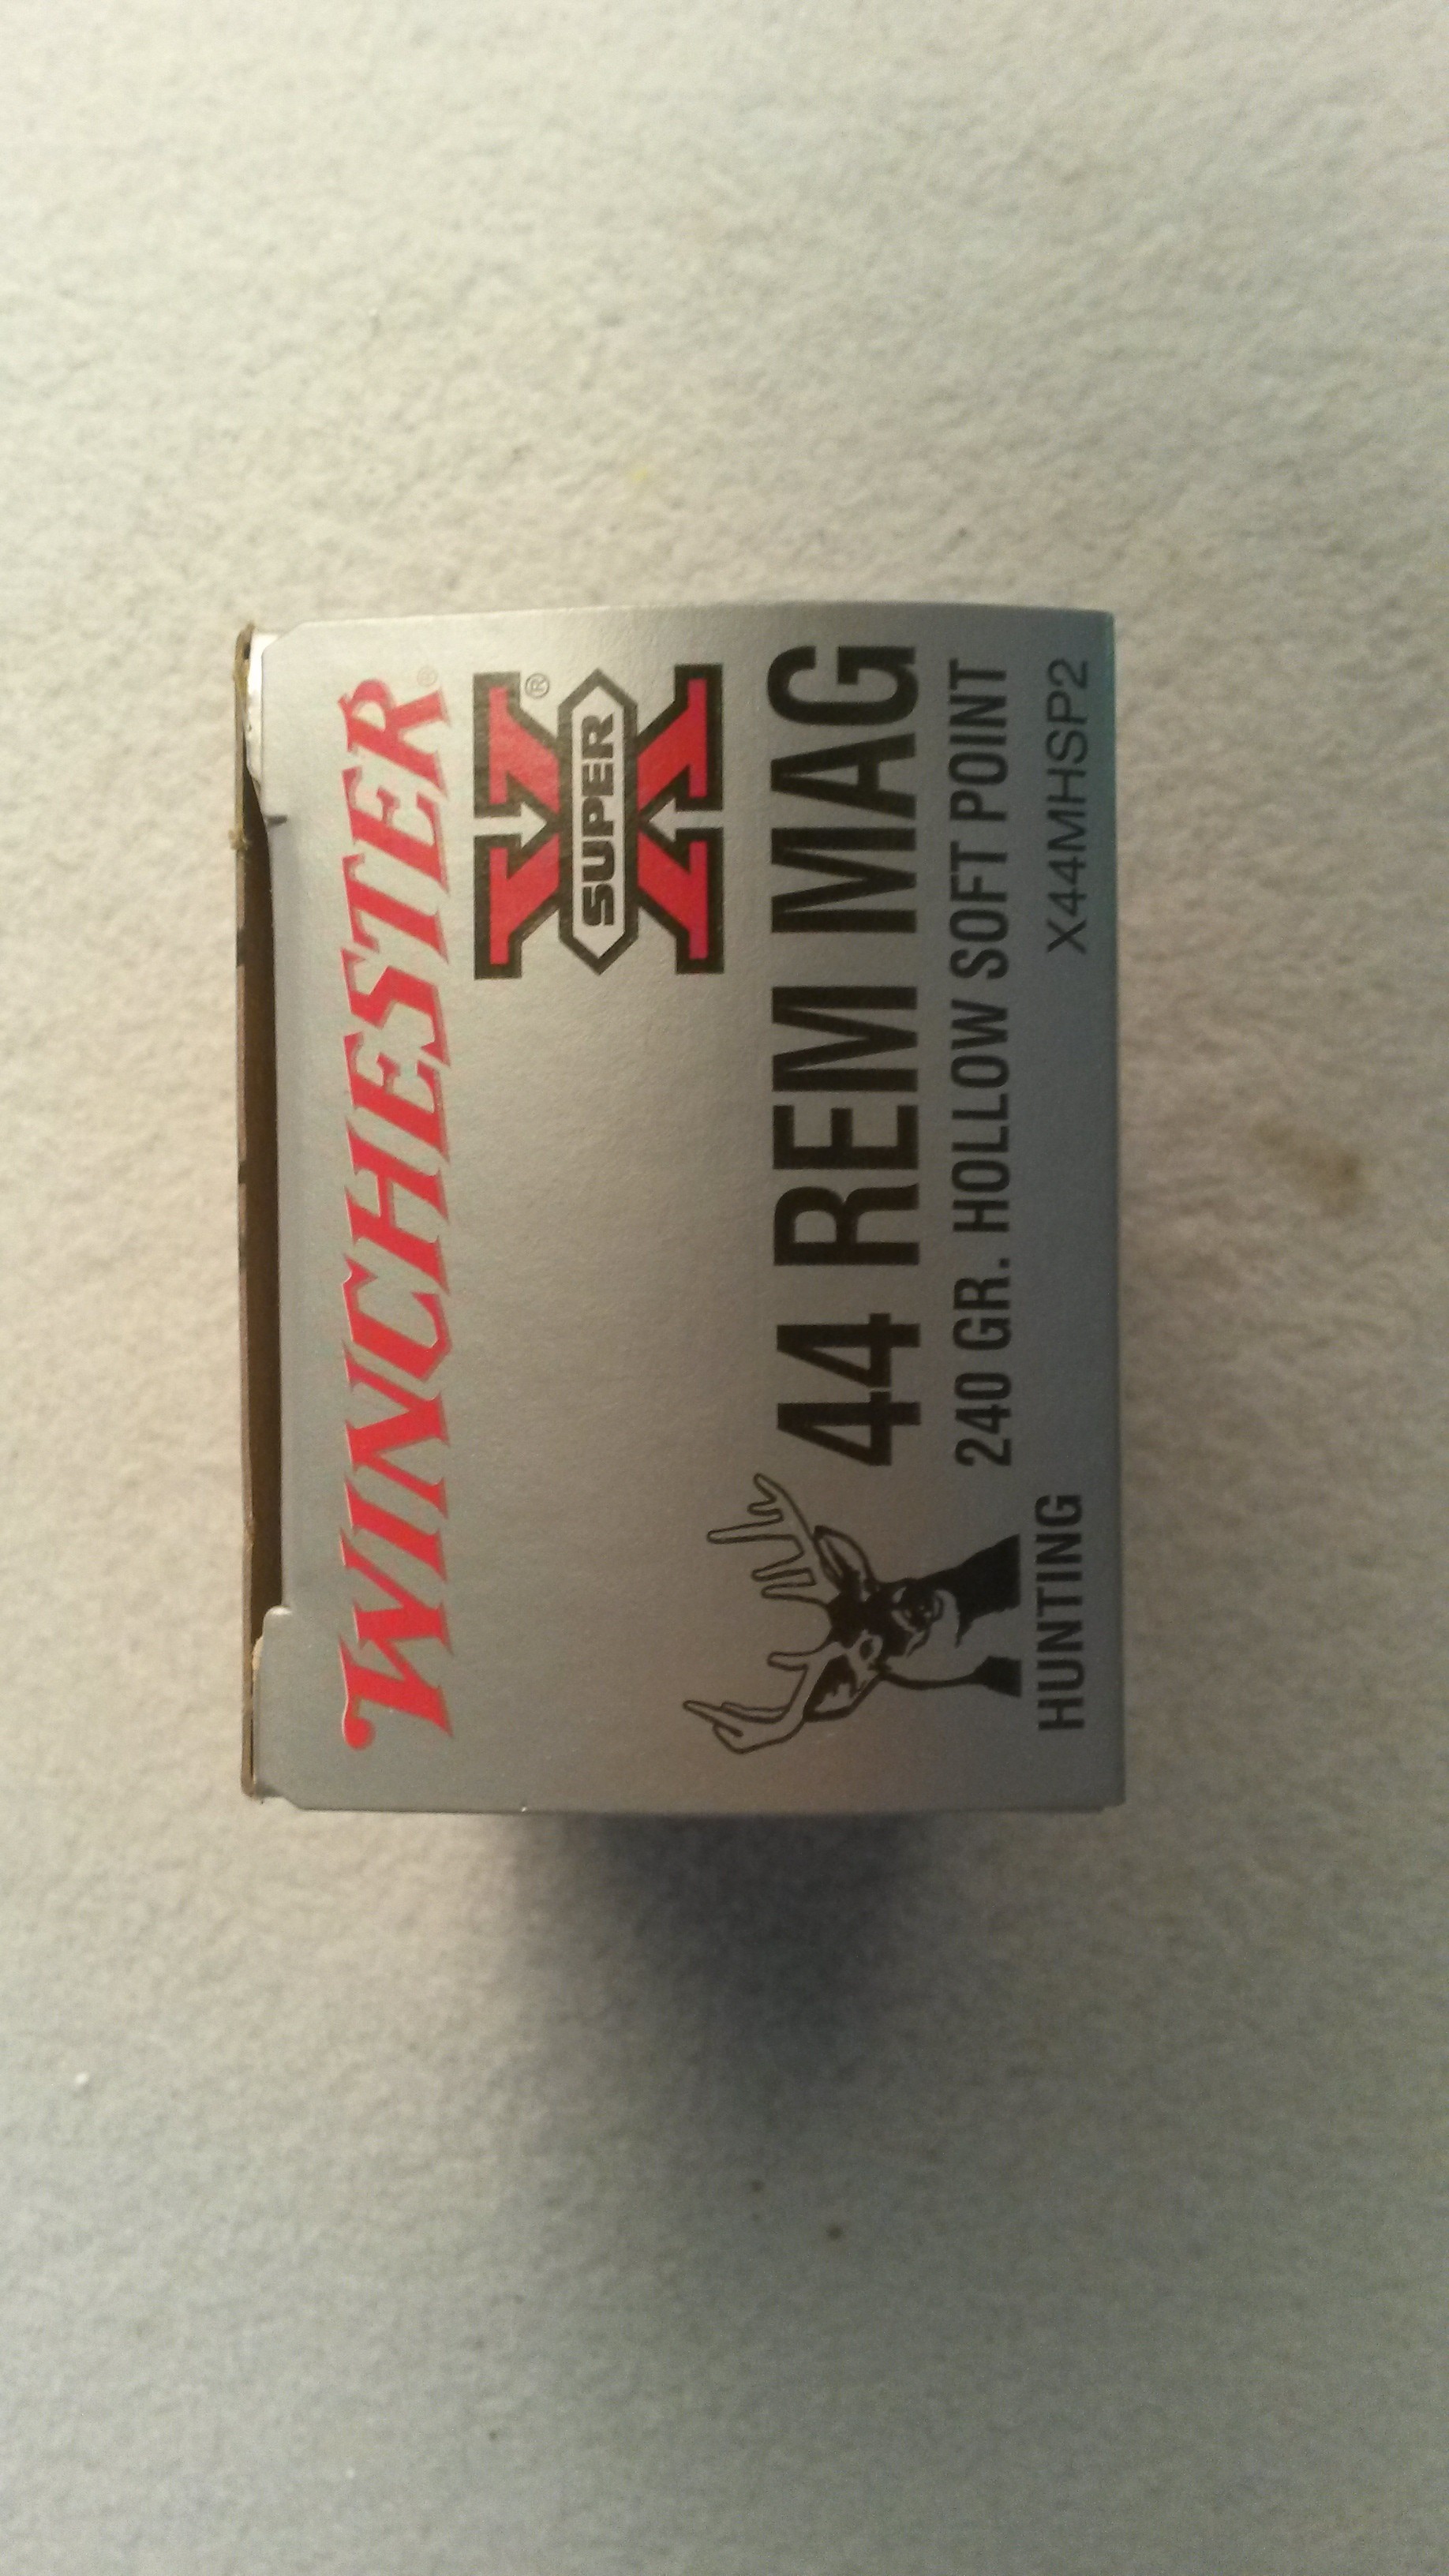 WINCHESTER®
SUPER X®
44 REM MAG
240 GR. HOLLOW SOFT POINT
HUNTING
X44MHSP2